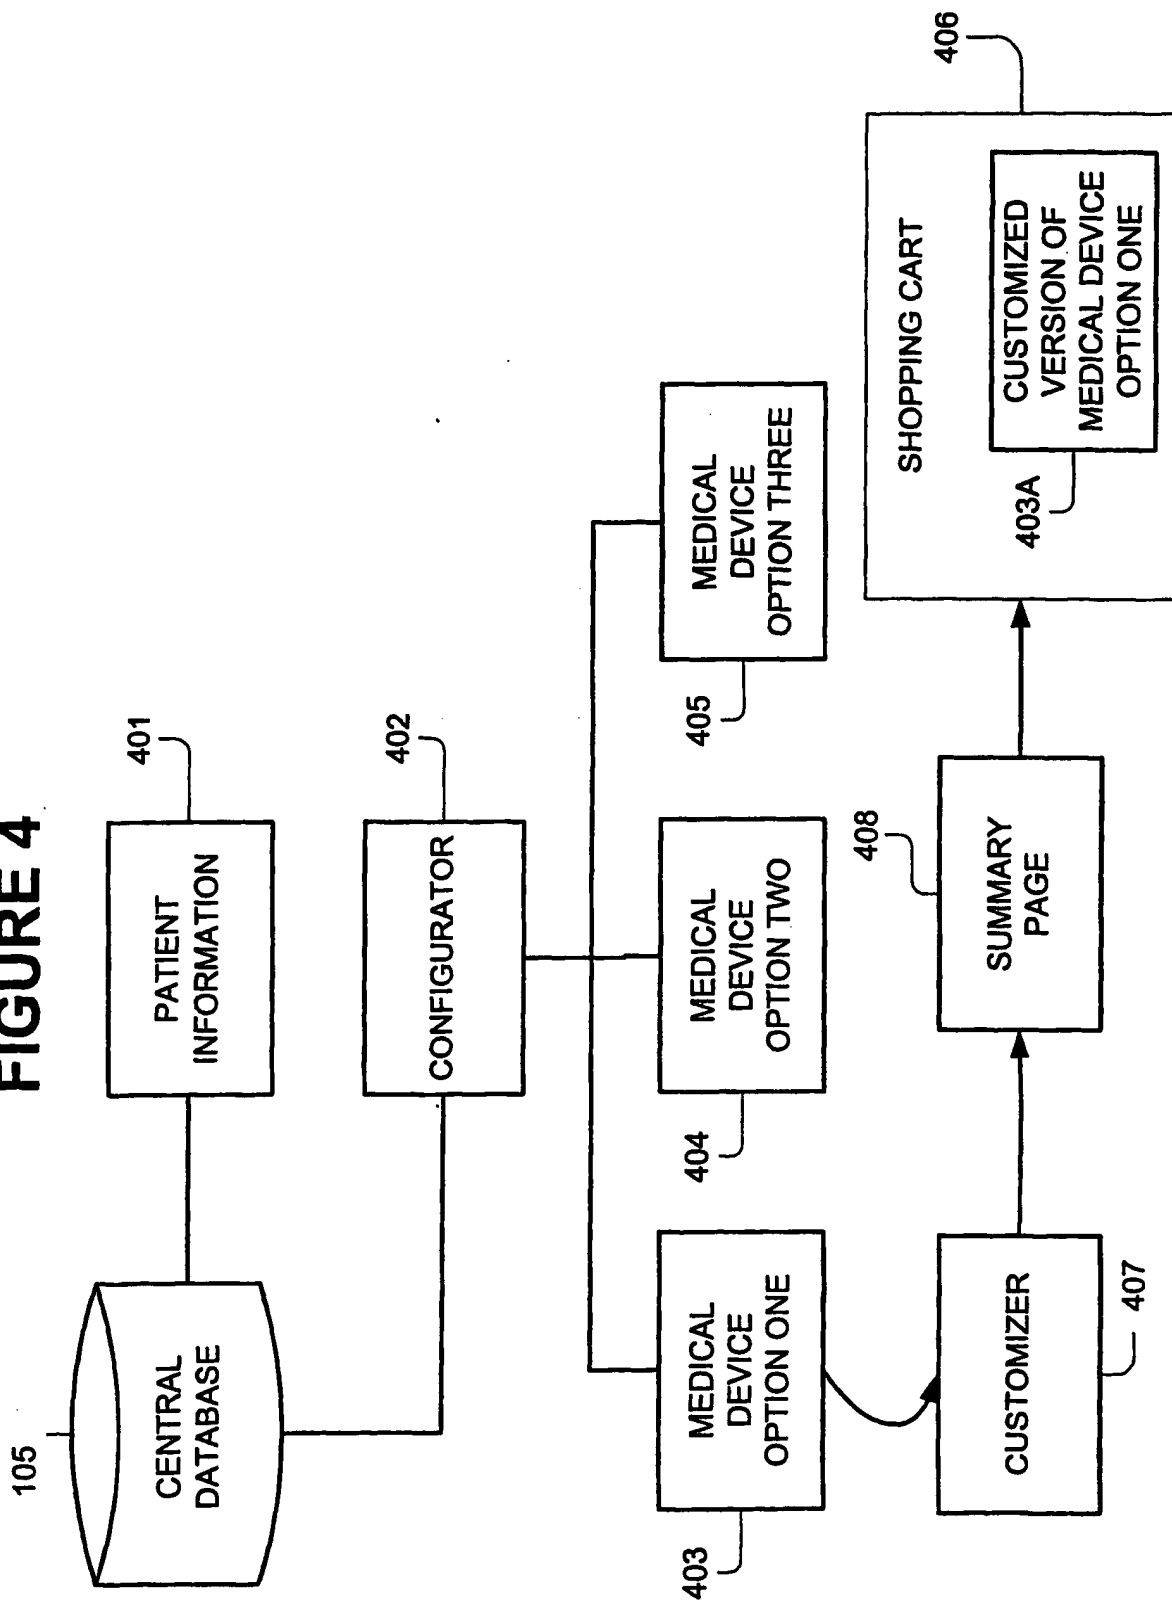 FIGURE 4
105
CENTRAL
DATABASE
PATIENT
INFORMATION
401
CONFIGURATOR
402
MEDICAL
DEVICE
OPTION ONE
403
MEDICAL
DEVICE
OPTION TWO
404
MEDICAL
DEVICE
OPTION THREE
405
CUSTOMIZER
407
SUMMARY
PAGE
408
SHOPPING CART
406
CUSTOMIZED
VERSION OF
MEDICAL DEVICE
OPTION ONE
403A